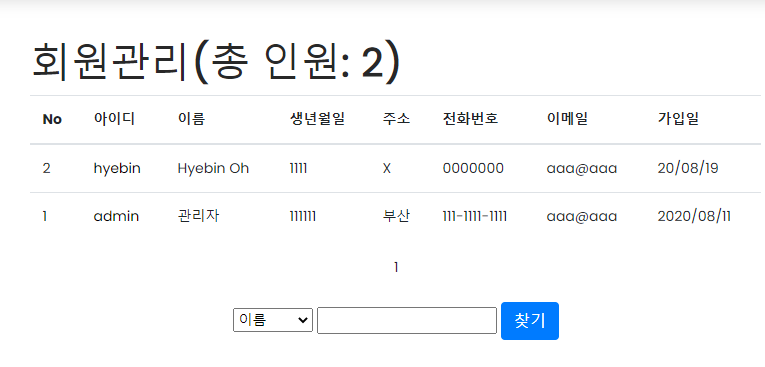 회원관리(총 인원: 2)
No 아이디 이름 생년월일 주소 전화번호 이메일 가입일
2 hyebin Hyebin Oh 1111 X 0000000 aaa@aaa 20/08/19
1 admin 관리자 111111 부산 111-1111-1111 aaa@aaa 2020/08/11
1
이름 찾기